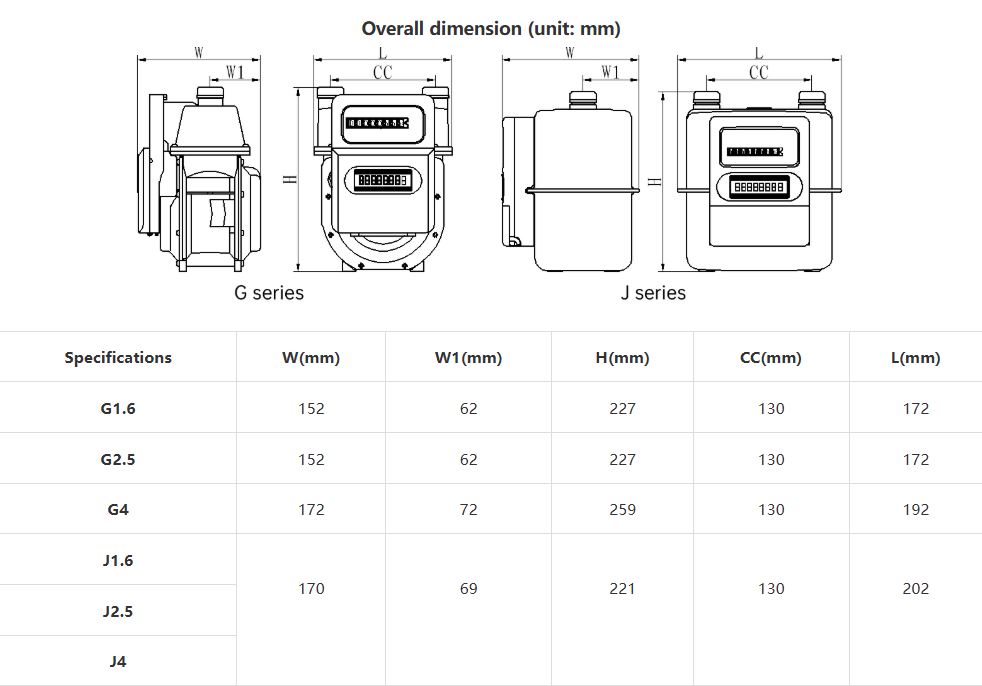 Overall dimension (unit: mm)
W L W L
W1 CC W1 CC
H H
G series J series
Specifications W(mm) W1(mm) H(mm) CC(mm) L(mm)
G1.6 152 62 227 130 172
G2.5 152 62 227 130 172
G4 172 72 259 130 192
J1.6
170 69 221 130 202
J2.5
J4